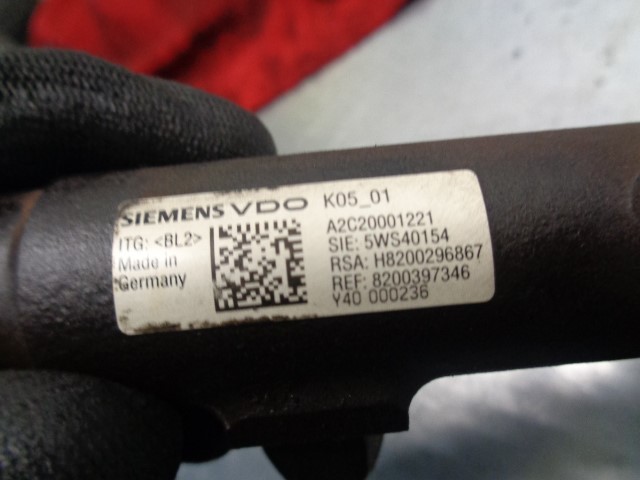 SIEMENS VDO K05_01
ITG: <BL2>
Made in
Germany
A2C20001221
SIE: 5WS40154
RSA: H8200296867
REF: 8200397346
Y40 000236